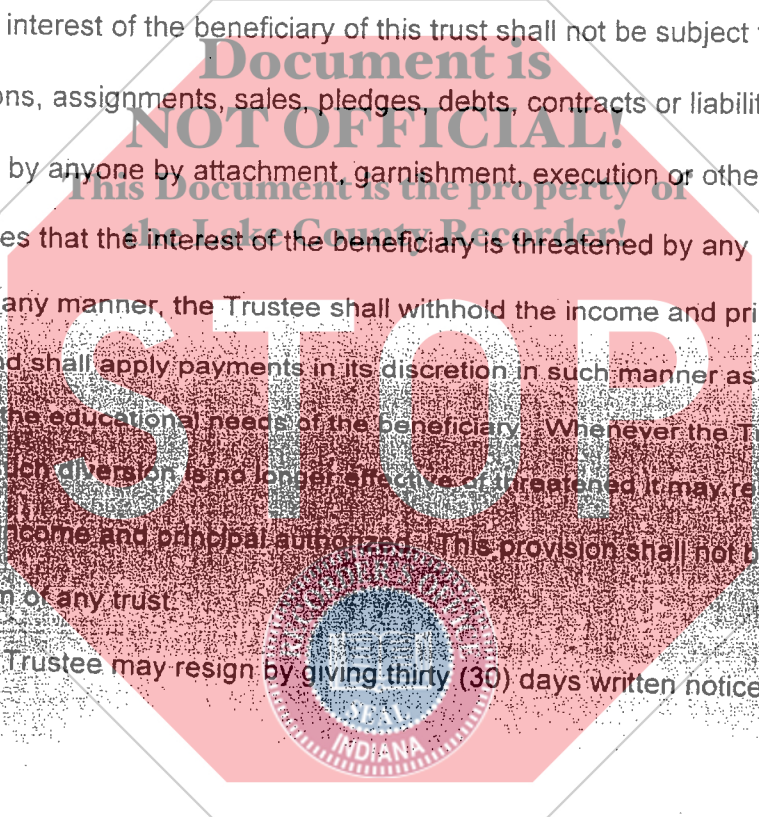 interest of the beneficiary of this trust shall not be subject
Document is
ns, assignments, sales, pledges, debts, contracts or liabilit
NOT OFFICIAL!
by anyone by attachment, garnishment, execution or othe
This Document is the property of
the Lake County Recorder!
es that the interest of the beneficiary is threatened by any
any manner, the Trustee shall withhold the income and pri
STOP
d shall apply payments in its discretion in such manner as
the educational needs of the beneficiary. Whenever the Tr
ch diversion is no longer effective or threatened it may re
ncome and principal authorized. This provision shall not b
n of any trust
Trustee may resign by giving thirty (30) days written notice
RECORDER'S OFFICE
SEAL
INDIANA